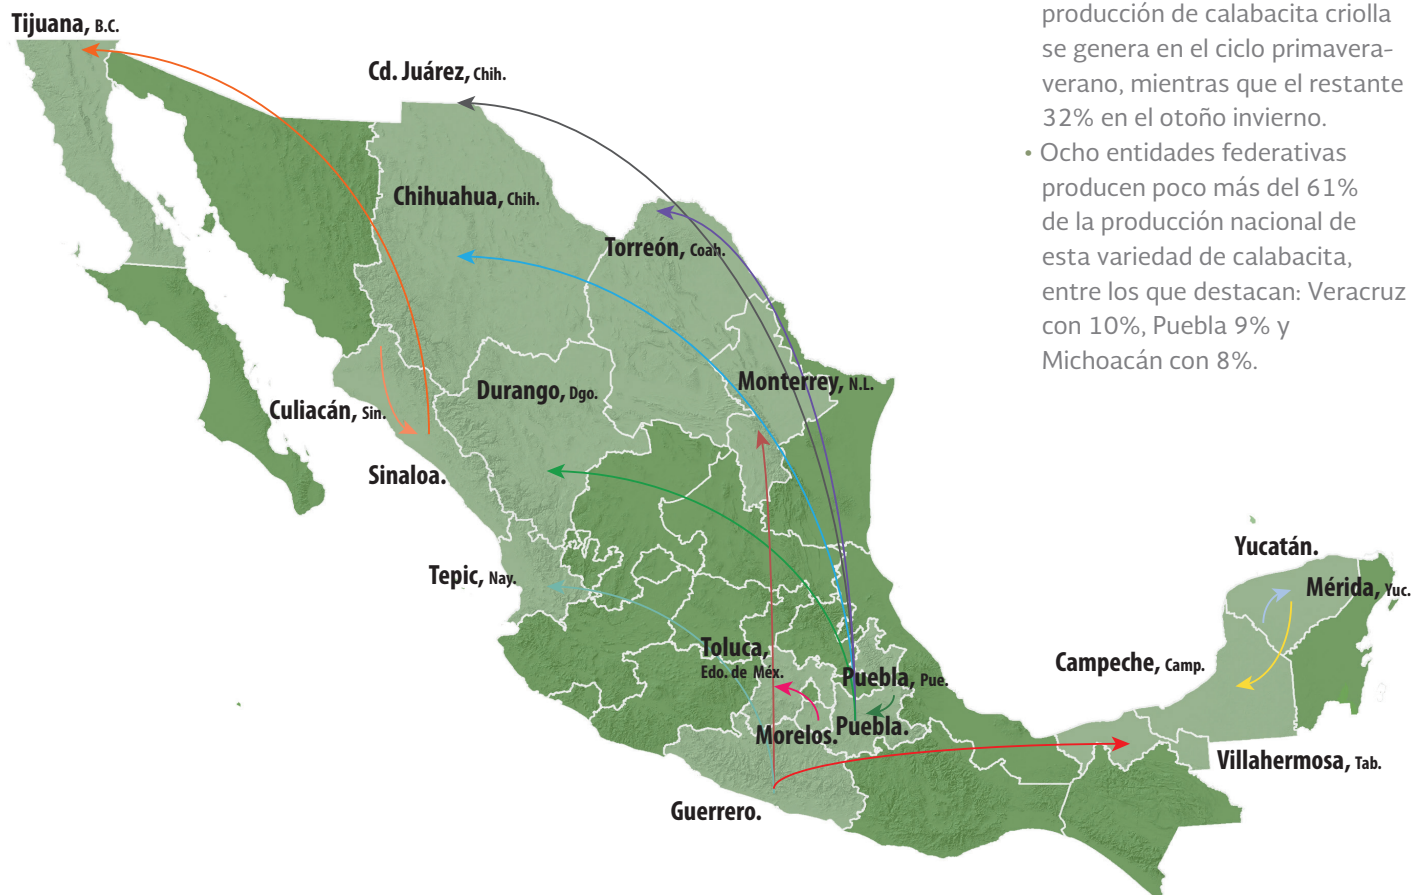 producción de calabacita criolla
se genera en el ciclo primavera-
verano, mientras que el restante
32% en el otoño invierno.
• Ocho entidades federativas
producen poco más del 61%
de la producción nacional de
esta variedad de calabacita,
entre los que destacan: Veracruz
con 10%, Puebla 9% y
Michoacán con 8%.
Tijuana, B.C.
Cd. Juárez, Chih.
Chihuahua, Chih.
Torreón, Coah.
Monterrey, N.L.
Durango, Dgo.
Culiacán, Sin.
Sinaloa.
Tepic, Nay.
Toluca,
Edo. de Méx.
Puebla, Pue.
Morelos.
Puebla.
Guerrero.
Yucatán.
Mérida, Yuc.
Campeche, Camp.
Villahermosa, Tab.